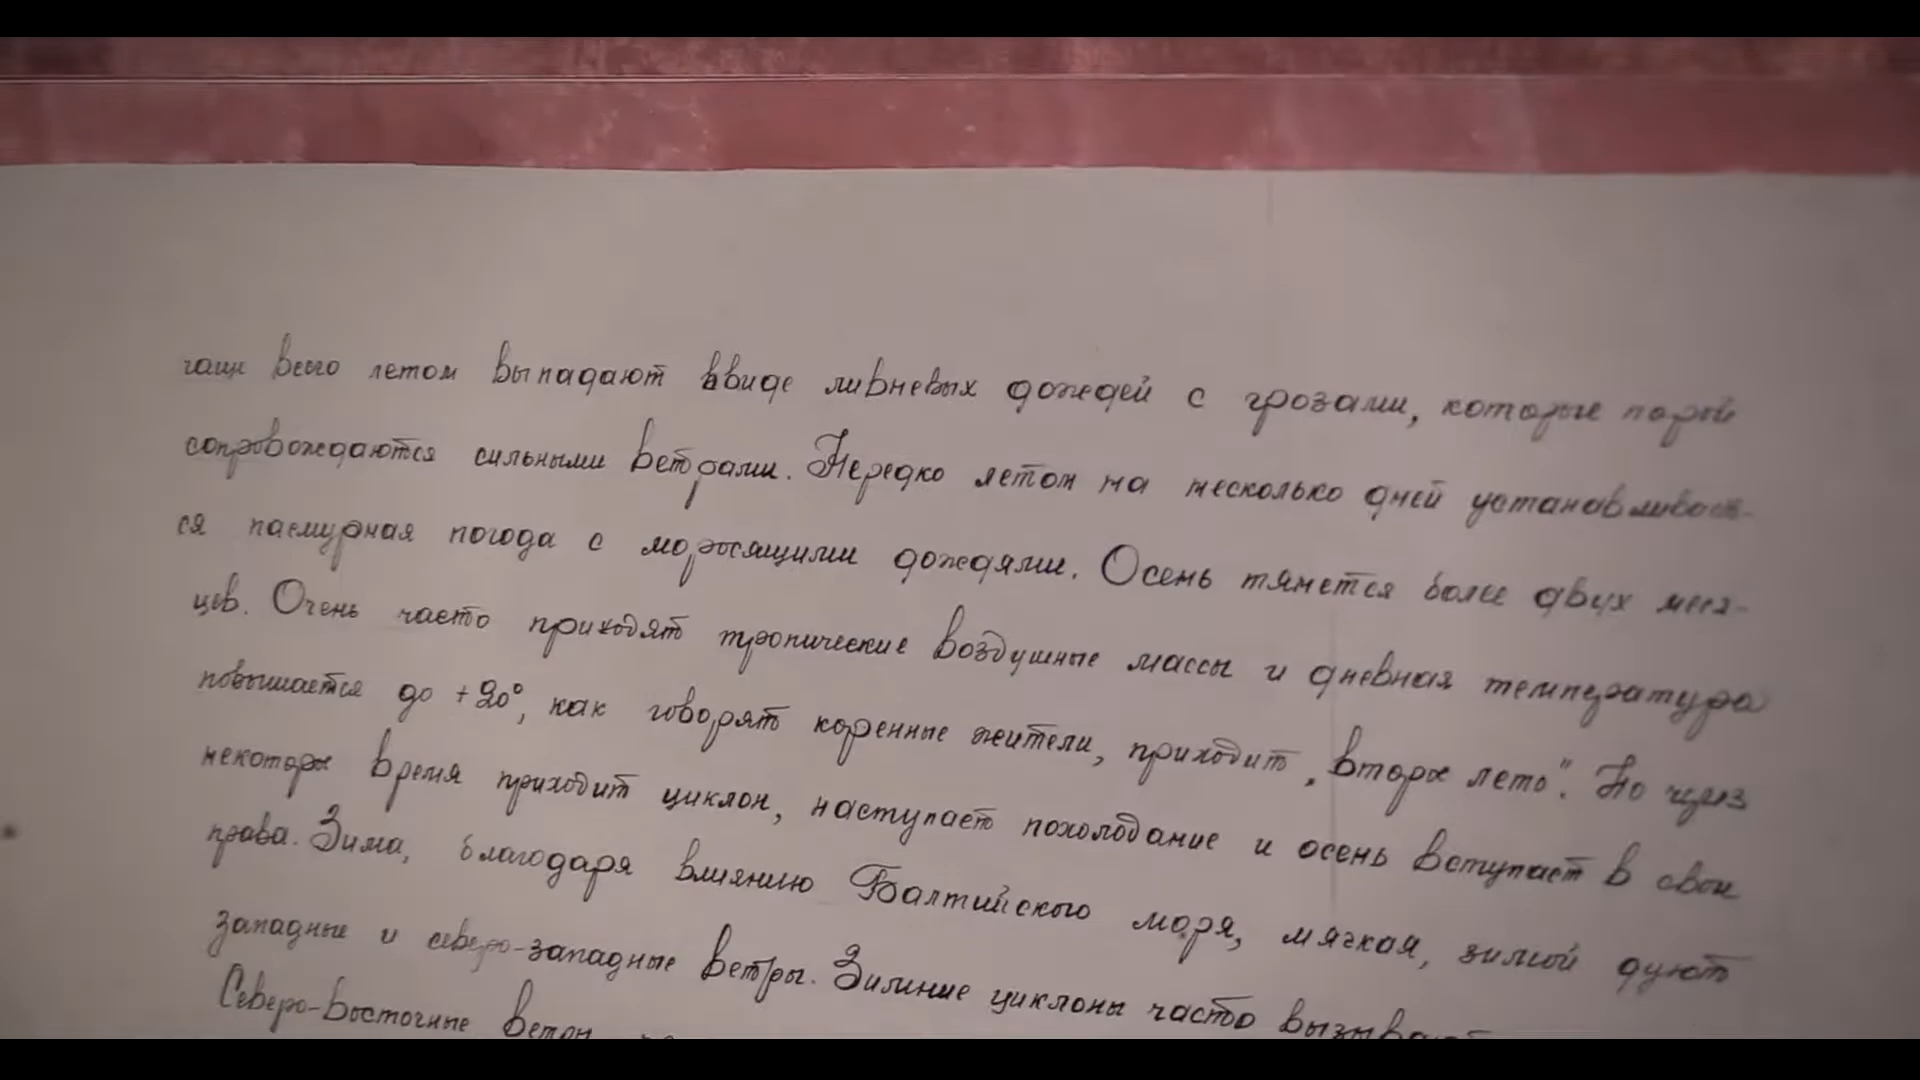 чаще всего летом выпадают ввиде ливневых дождей с грозами, которые порой
сопровождаются сильными ветрами. Нередко летом на несколько дней устанавливает-
ся пасмурная погода с моросящими дождями. Осень тянется более двух меся-
цев. Очень часто приходят тропические воздушные массы и дневная температура
повышается до +20°, как говорят коренные жители, приходит „второе лето". Но через
некоторое время приходит циклон, наступает похолодание и осень вступает в свои
права. Зима, благодаря влиянию Балтийского моря, мягкая, зимой дуют
западные и северо-западные ветры. Зимние циклоны часто вызывают
Северо-восточные